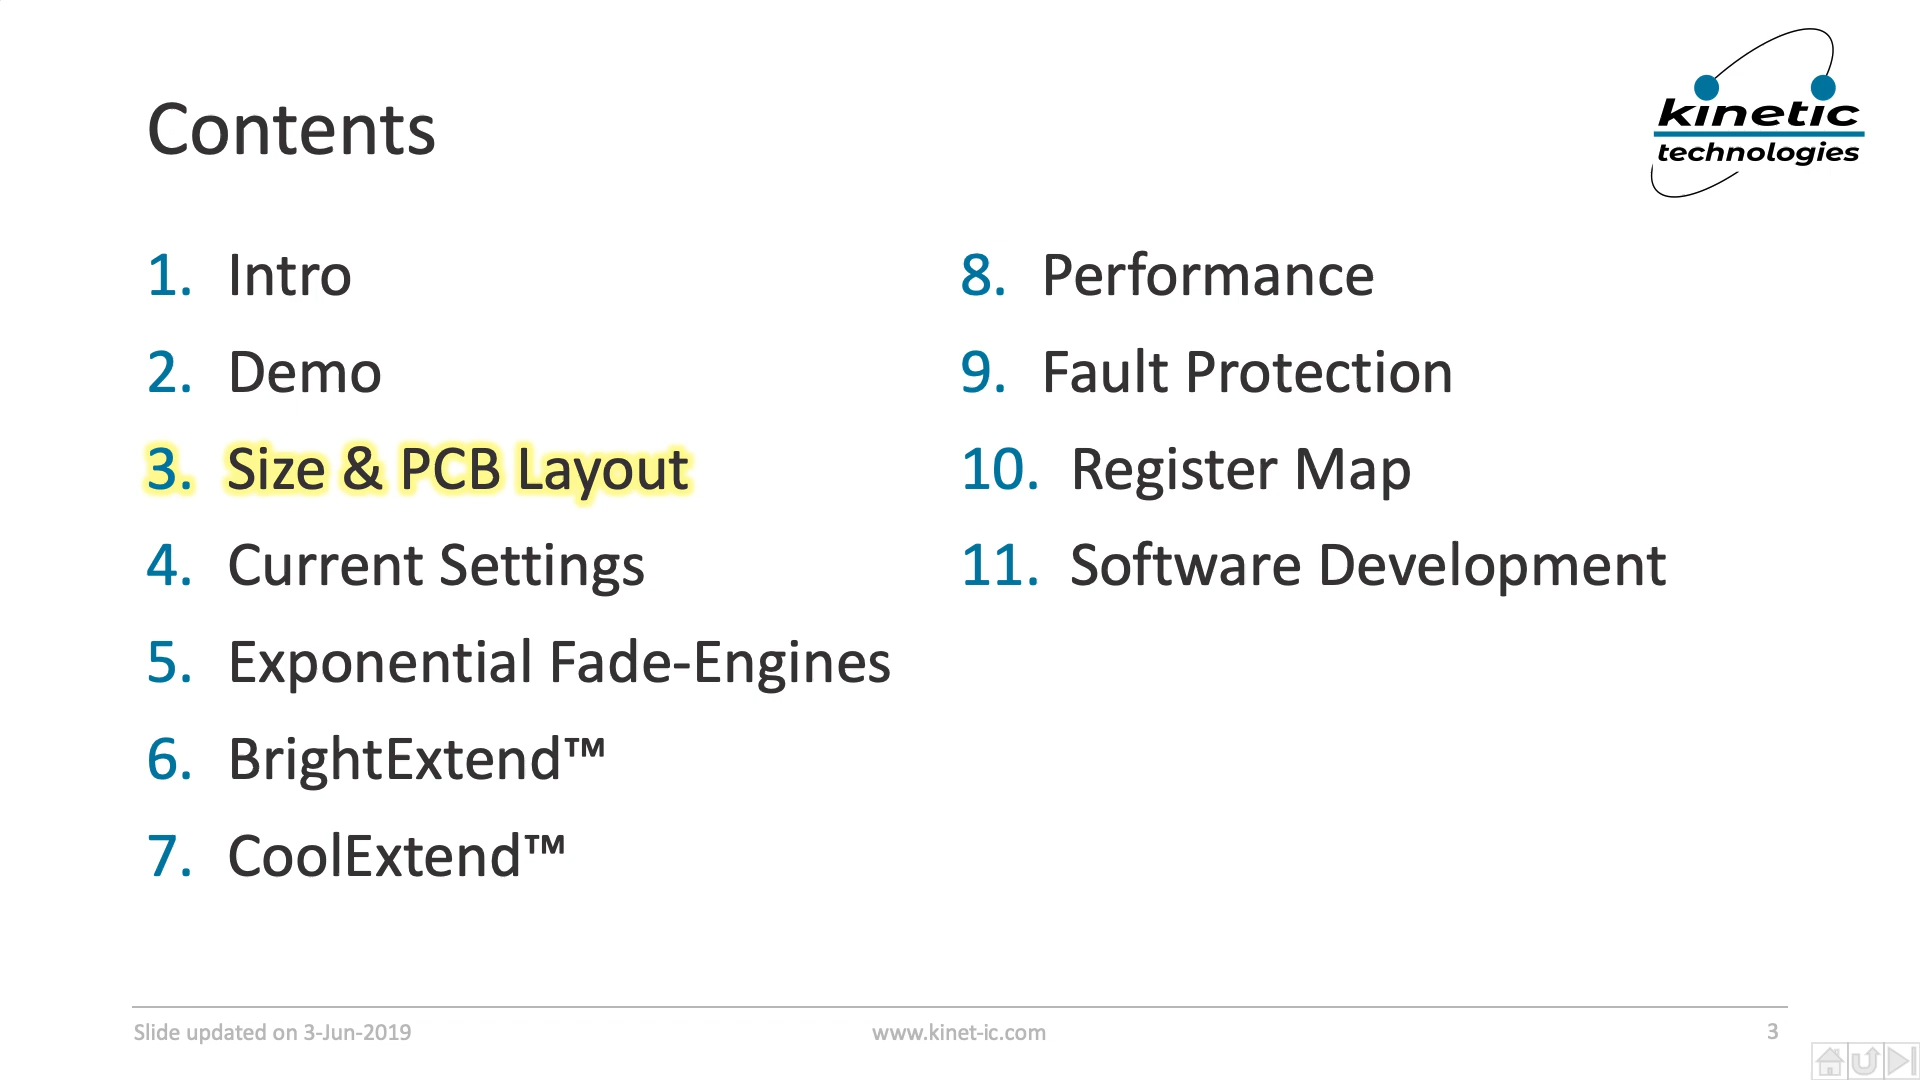 Contents
kinetic
technologies
1. Intro
2. Demo
3. Size & PCB Layout
4. Current Settings
5. Exponential Fade-Engines
6. BrightExtend™
7. CoolExtend™
8. Performance
9. Fault Protection
10. Register Map
11. Software Development
Slide updated on 3-Jun-2019
www.kinet-ic.com
3